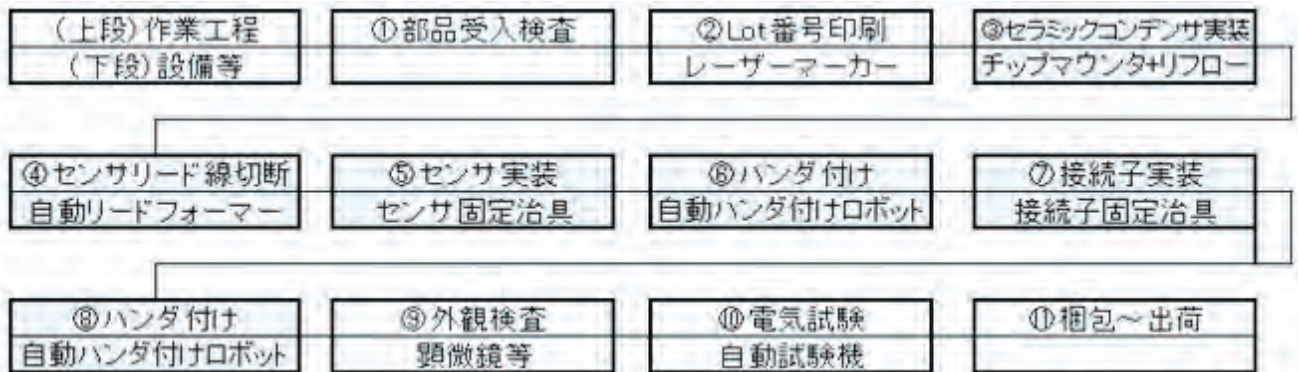 (上段)作業工程
(下段)設備等
①部品受入検査
②Lot番号印刷
レーザーマーカー
③セラミックコンデンサ実装
チップマウンタ+リフロー
④センサリード線切断
自動リードフォーマー
⑤センサ実装
センサ固定治具
⑥ハンダ付け
自動ハンダ付けロボット
⑦接続子実装
接続子固定治具
⑧ハンダ付け
自動ハンダ付けロボット
⑨外観検査
顕微鏡等
⑩電気試験
自動試験機
⑪梱包~出荷